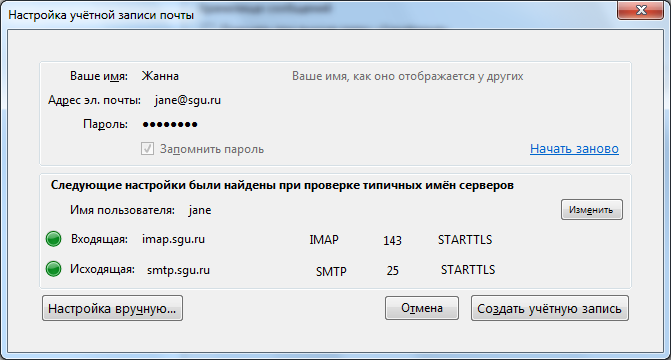 Настройка учётной записи почты
Ваше имя: Жанна Ваше имя, как оно отображается у других
Адрес эл. почты: jane@sgu.ru
Пароль: ●●●●●●●●
Запомнить пароль Начать заново
Следующие настройки были найдены при проверке типичных имён серверов
Имя пользователя: jane Изменить
Входящая: imap.sgu.ru IMAP 143 STARTTLS
Исходящая: smtp.sgu.ru SMTP 25 STARTTLS
Настройка вручную... Отмена Создать учётную запись